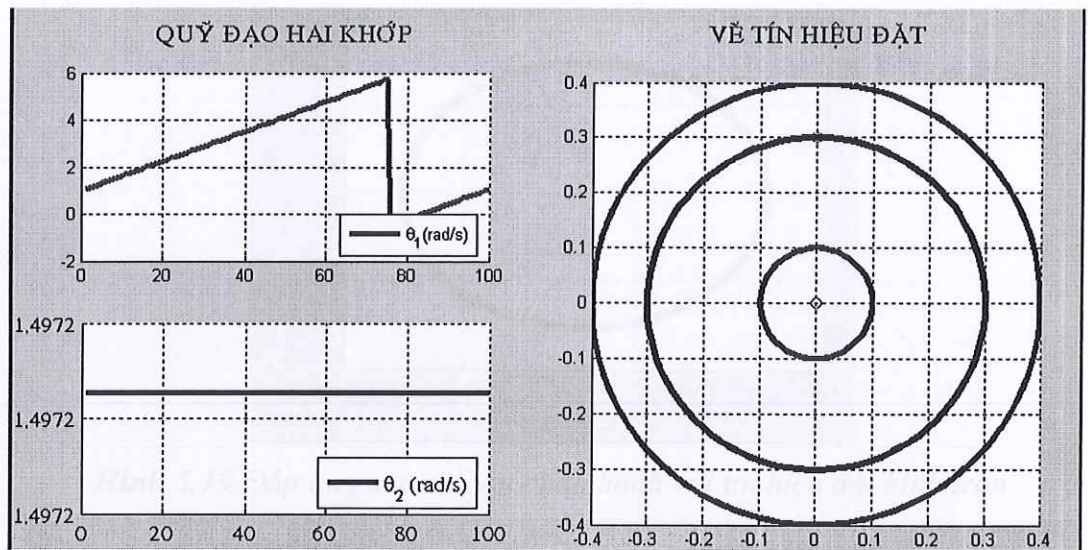 QUỸ ĐẠO HAI KHỚP
6
4
2
0
-2
θ1(rad/s)
0 20 40 60 80 100
1,4972
1,4972
1,4972
θ2 (rad/s)
0 20 40 60 80 100
VẼ TÍN HIỆU ĐẶT
0.4
0.3
0.2
0.1
0
-0.1
-0.2
-0.3
-0.4
-0.4 -0.3 -0.2 -0.1 0 0.1 0.2 0.3 0.4